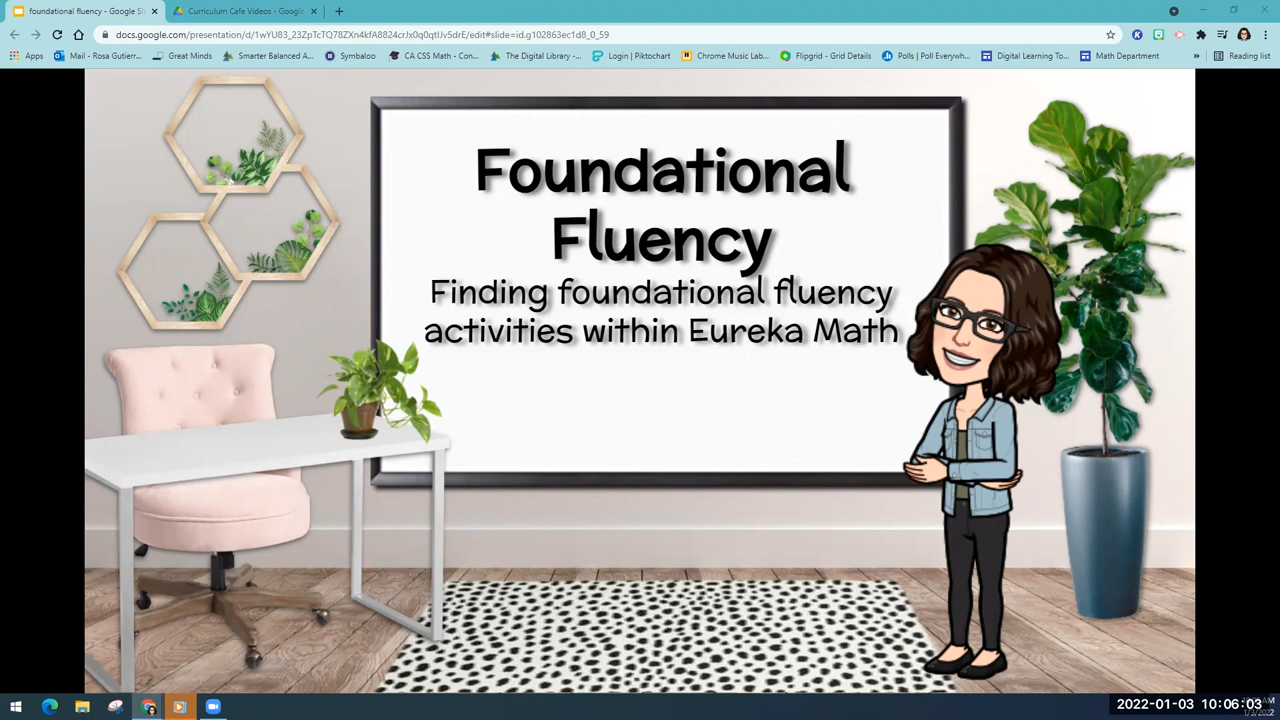 foundational fluency - Google Sli
Curriculum Cafe Videos - Google
docs.google.com/presentation/d/1wYU83_23ZpTcTQ78ZXn4kfA8824crJx0q0qtIJv5drE/edit#slide=id.g102863ec1d8_0_59
Apps
Mail - Rosa Gutierr...
Great Minds
Smarter Balanced A...
Symbaloo
CA CSS Math - Con...
The Digital Library -...
Login | Piktochart
Chrome Music Lab...
Flipgrid - Grid Details
Polls | Poll Everywh...
Digital Learning To...
Math Department
»
Reading list
Foundational
Fluency
Finding foundational fluency
activities within Eureka Math
2022-01-03 10:06:03